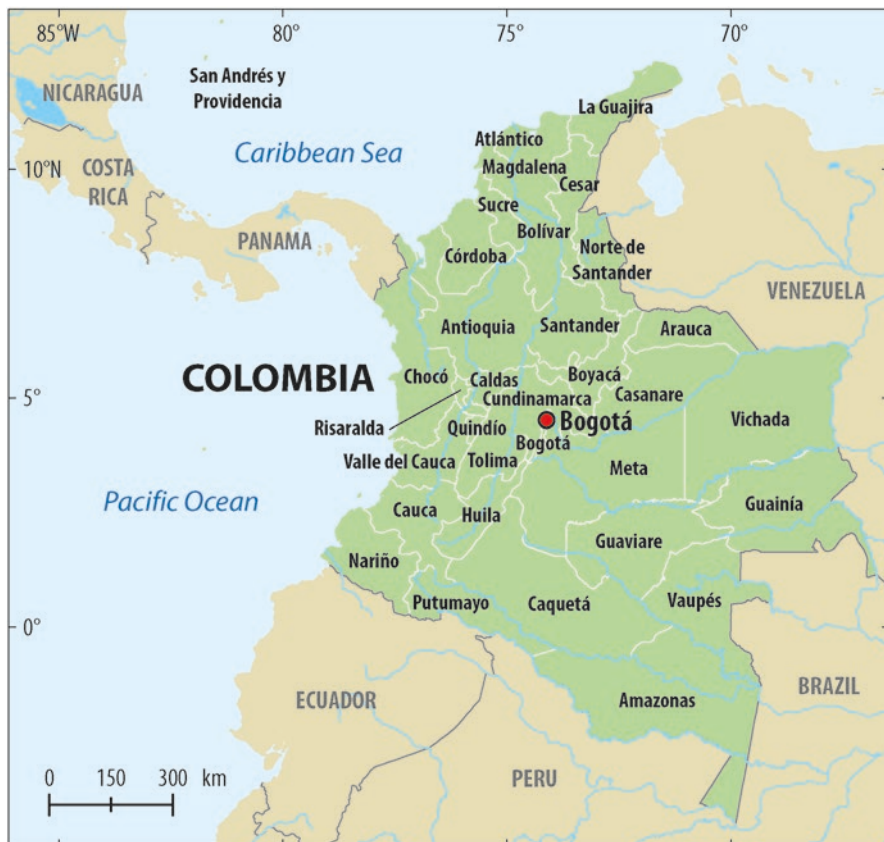 85°W
80°
75°
70°
San Andrés y
Providencia
NICARAGUA
La Guajira
Caribbean Sea
Atlántico
10°
COSTA
RICA
Magdalena
Cesar
Sucre
Bolívar
PANAMA
Córdoba
Norte de
Santander
VENEZUELA
Antioquia
Santander
Arauca
COLOMBIA
Chocó
Caldas
Boyacá
5°
Cundinamarca
Casanare
Risaralda
Quindío
Bogotá
Bogotá
Vichada
Valle del Cauca
Tolima
Meta
Pacific Ocean
Cauca
Huila
Guainía
Nariño
Guaviare
Putumayo
Caquetá
Vaupés
0°
ECUADOR
Amazonas
BRAZIL
PERU
0 150 300 km